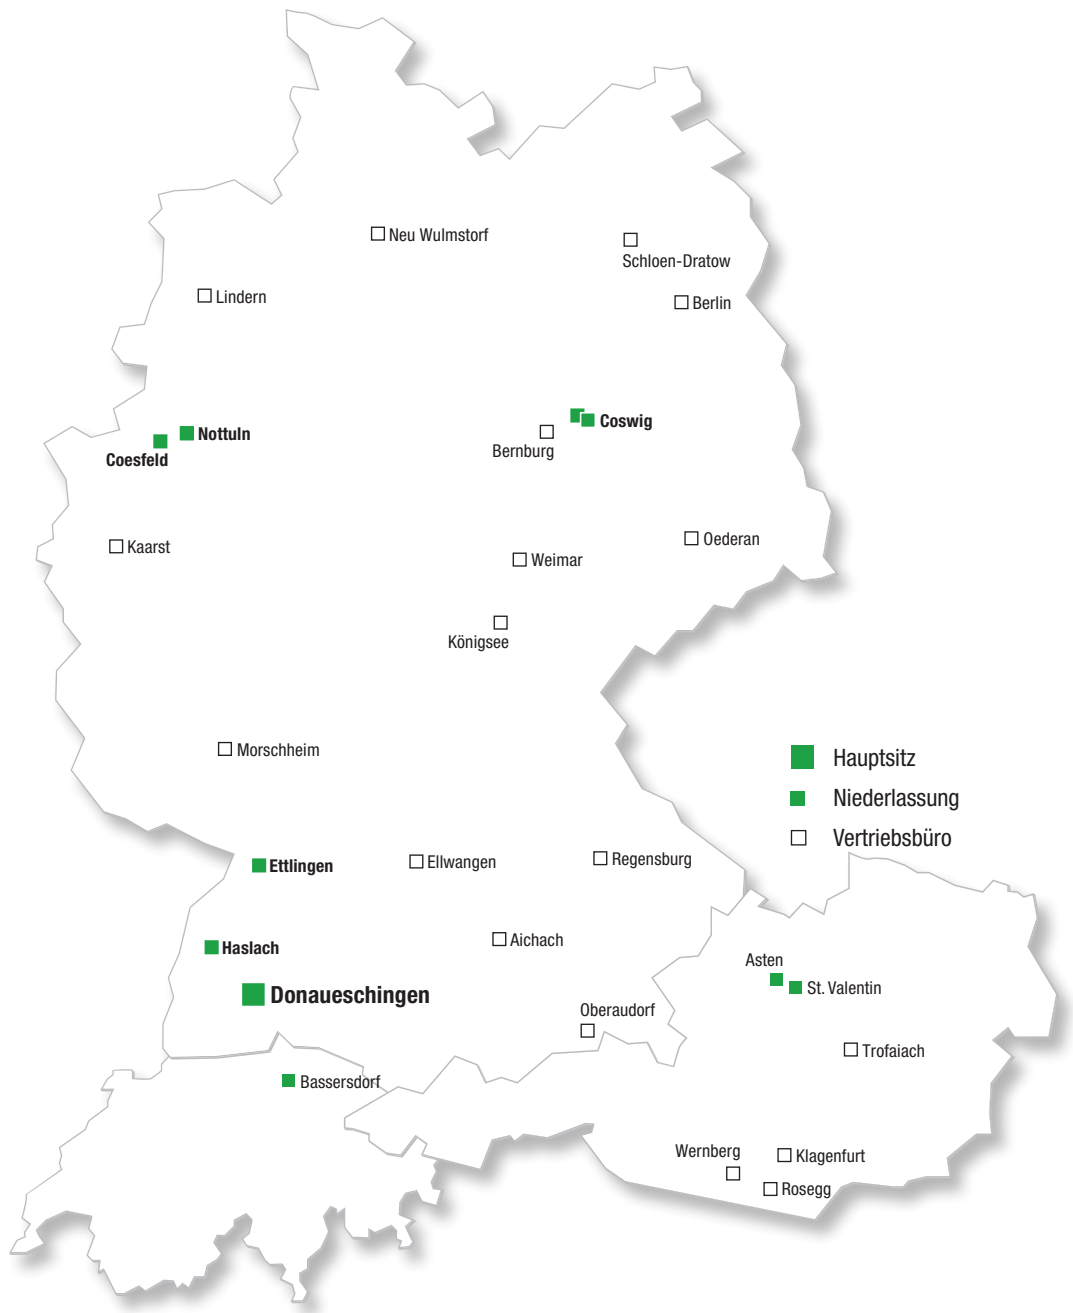 Neu Wulmstorf
Schloen-Dratow
Lindern
Berlin
Nottuln
Coswig
Coesfeld
Bernburg
Kaarst
Oederan
Weimar
Königsee
Morschheim
Hauptsitz
Niederlassung
Vertriebsbüro
Ettlingen
Ellwangen
Regensburg
Haslach
Aichach
Asten
St. Valentin
Donaueschingen
Oberaudorf
Trofaiach
Bassersdorf
Wernberg
Klagenfurt
Rosegg